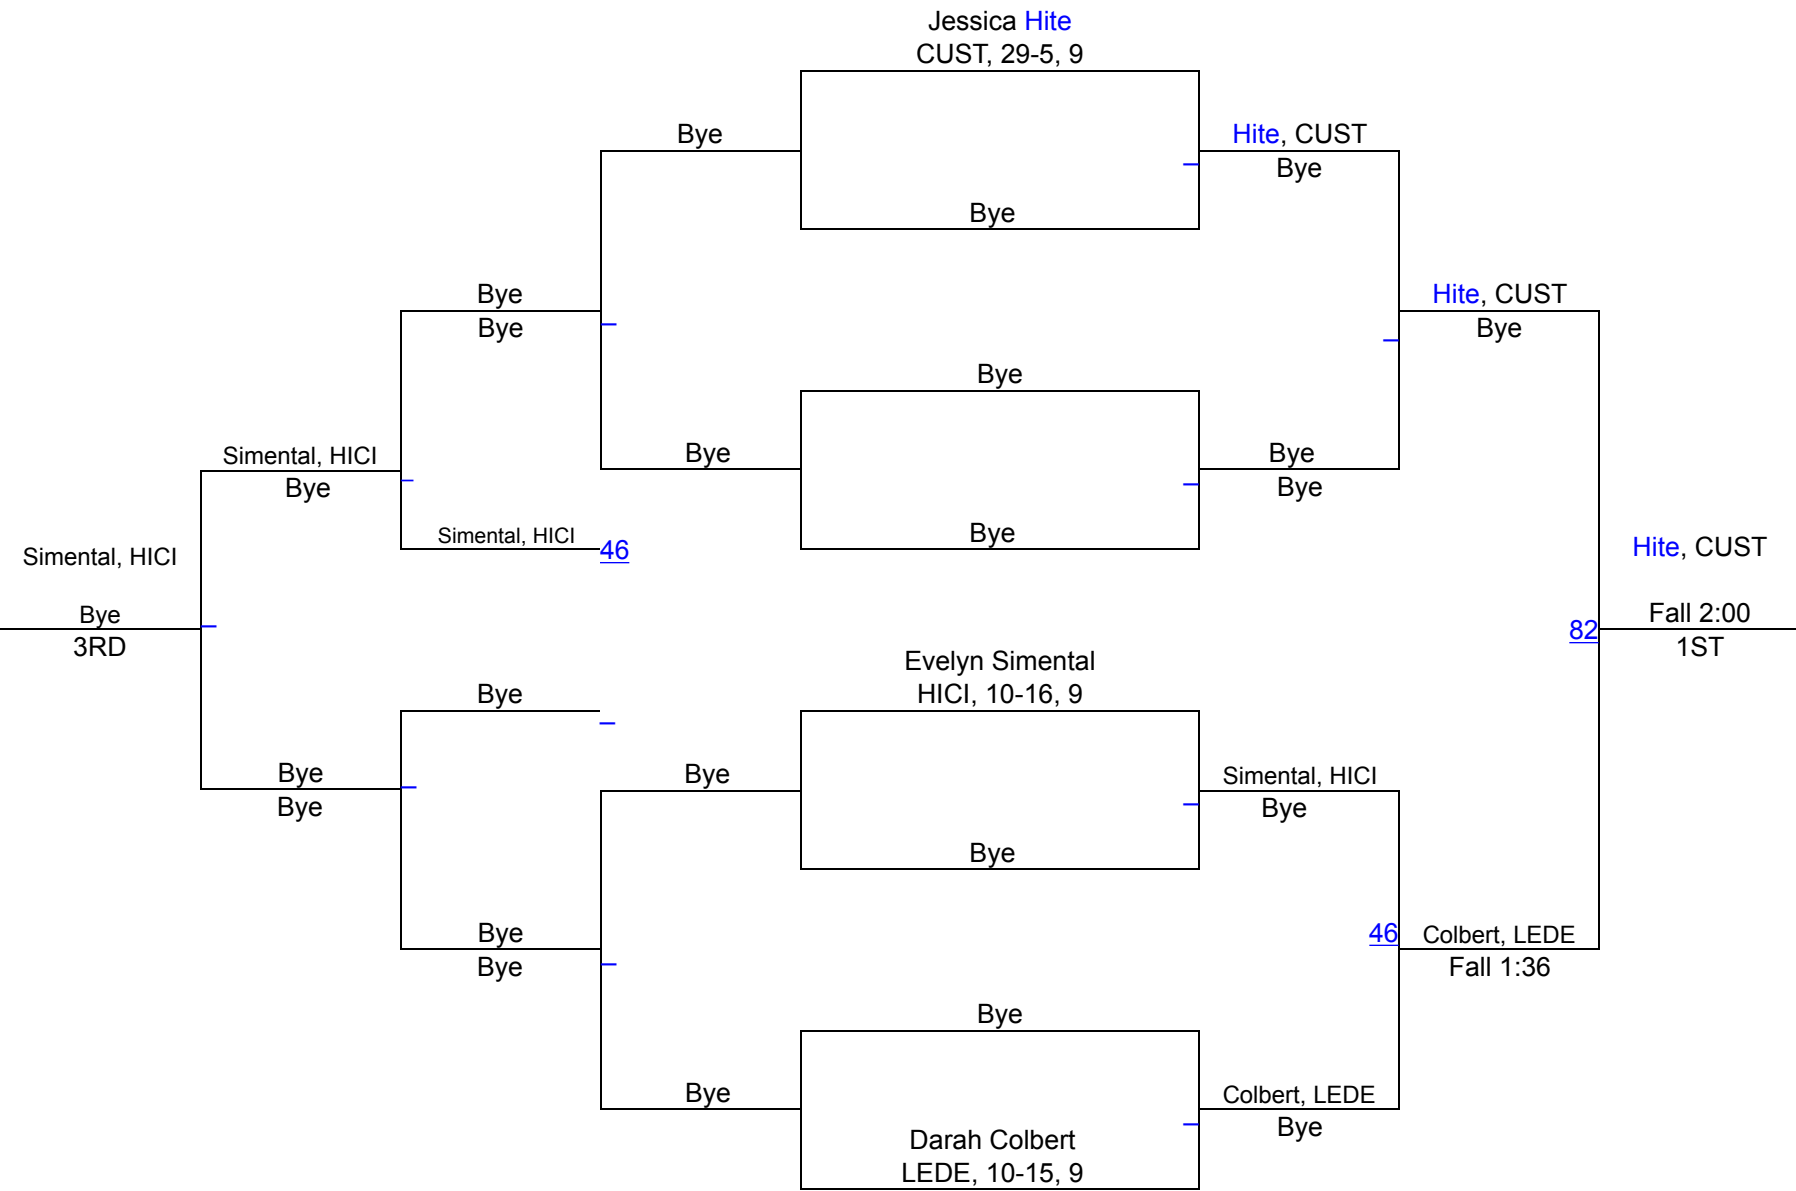 Jessica Hite
CUST, 29-5, 9
Bye
Hite, CUST
Bye
Bye
Bye
Bye
Hite, CUST
Bye
Bye
Bye
Bye
Bye
Simental, HICI
Bye
Simental, HICI
46
Bye
Simental, HICI
Bye
3RD
Hite, CUST
82
Fall 2:00
1ST
Evelyn Simental
HICI, 10-16, 9
Bye
Bye
Simental, HICI
Bye
Bye
Bye
Bye
Bye
Bye
46
Colbert, LEDE
Fall 1:36
Bye
Bye
Colbert, LEDE
Bye
Darah Colbert
LEDE, 10-15, 9